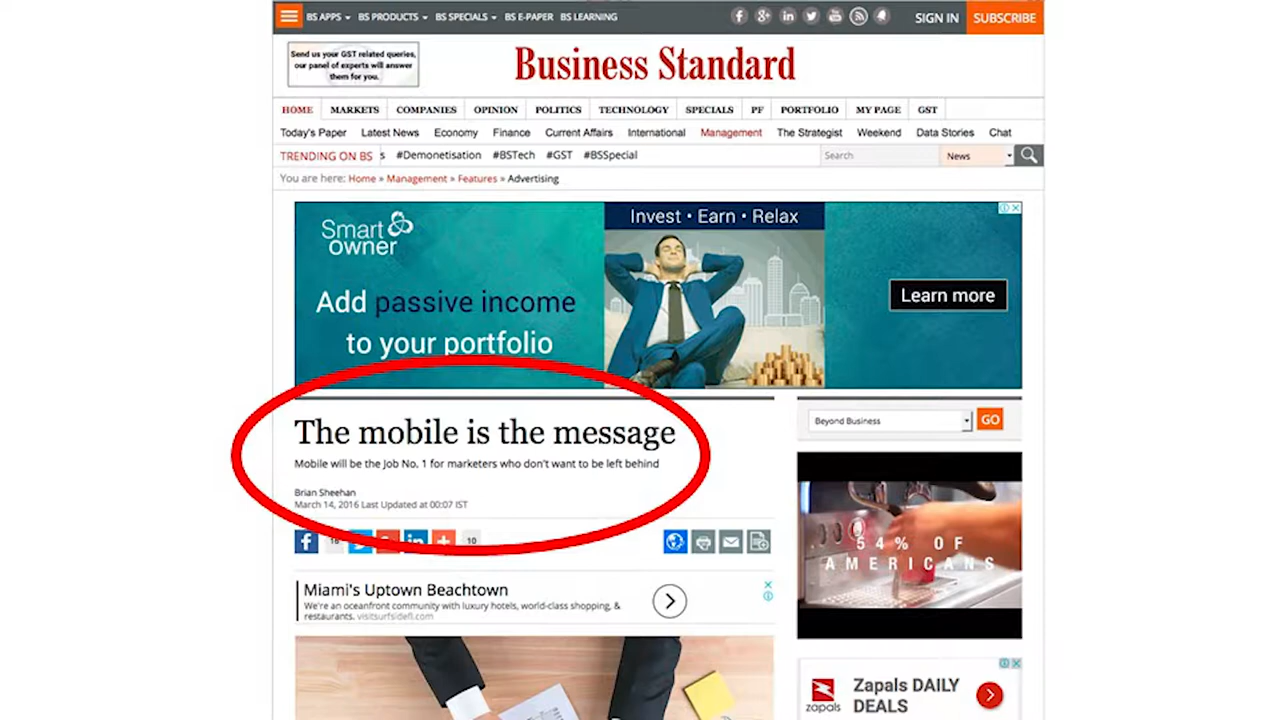 BS APPS BS PRODUCTS BS SPECIALS BS E-PAPER BS LEARNING SIGN IN SUBSCRIBE
Send us your GST related queries,
our panel of experts will answer
them for you.
Business Standard
HOME MARKETS COMPANIES OPINION POLITICS TECHNOLOGY SPECIALS PF PORTFOLIO MY PAGE GST
Today's Paper Latest News Economy Finance Current Affairs International Management The Strategist Weekend Data Stories Chat
TRENDING ON BS s #Demonetisation #BSTech #GST #BSSpecial Search News
You are here: Home » Management » Features » Advertising
Smart
owner
Invest • Earn • Relax
Add passive income
to your portfolio
Learn more
The mobile is the message
Mobile will be the Job No. 1 for marketers who don't want to be left behind
Brian Sheehan
March 14, 2016 Last Updated at 00:07 IST
10
Beyond Business GO
54% OF
AMERICANS
Miami's Uptown Beachtown
We're an oceanfront community with luxury hotels, world-class shopping, &
restaurants. visitsurfsidefl.com
zapals
Zapals DAILY
DEALS